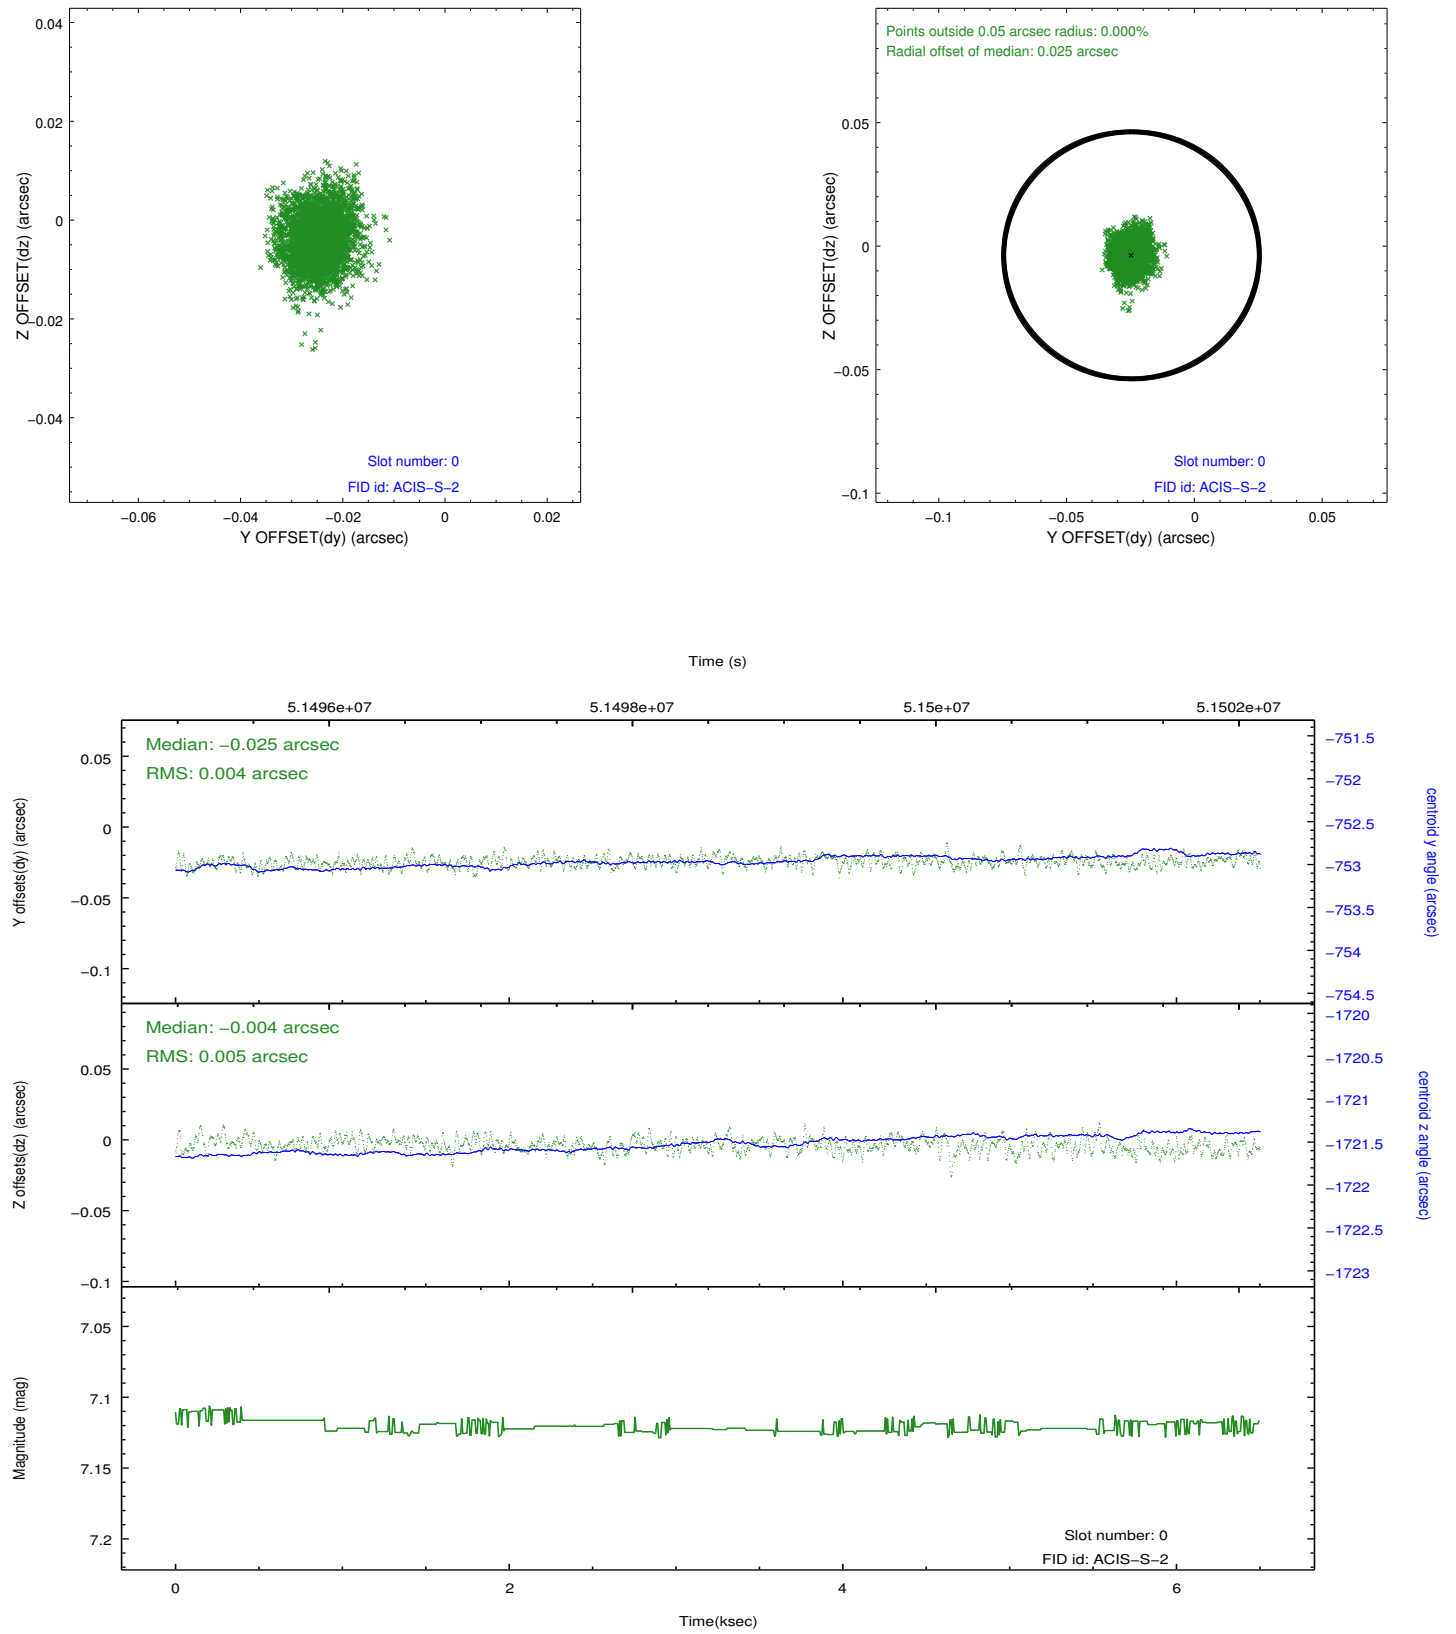 0.04
0.02
0
−0.02
−0.04
Z OFFSET(dz) (arcsec)
Slot number: 0
FID id: ACIS−S−2
−0.06
−0.04
−0.02
0
0.02
Y OFFSET(dy) (arcsec)
Points outside 0.05 arcsec radius: 0.000%
Radial offset of median: 0.025 arcsec
0.05
0
−0.05
−0.1
Z OFFSET(dz) (arcsec)
Slot number: 0
FID id: ACIS−S−2
−0.1
−0.05
0
0.05
Y OFFSET(dy) (arcsec)
Time (s)
5.1496e+07
5.1498e+07
5.15e+07
5.1502e+07
Median: −0.025 arcsec
RMS: 0.004 arcsec
0.05
0
−0.05
−0.1
Y offsets(dy) (arcsec)
−751.5
−752
−752.5
−753
−753.5
−754
−754.5
centroid y angle (arcsec)
Median: −0.004 arcsec
RMS: 0.005 arcsec
0.05
0
−0.05
−0.1
Z offsets(dz) (arcsec)
−1720
−1720.5
−1721
−1721.5
−1722
−1722.5
−1723
centroid z angle (arcsec)
7.05
7.1
7.15
7.2
Magnitude (mag)
Slot number: 0
FID id: ACIS−S−2
0
2
4
6
Time(ksec)